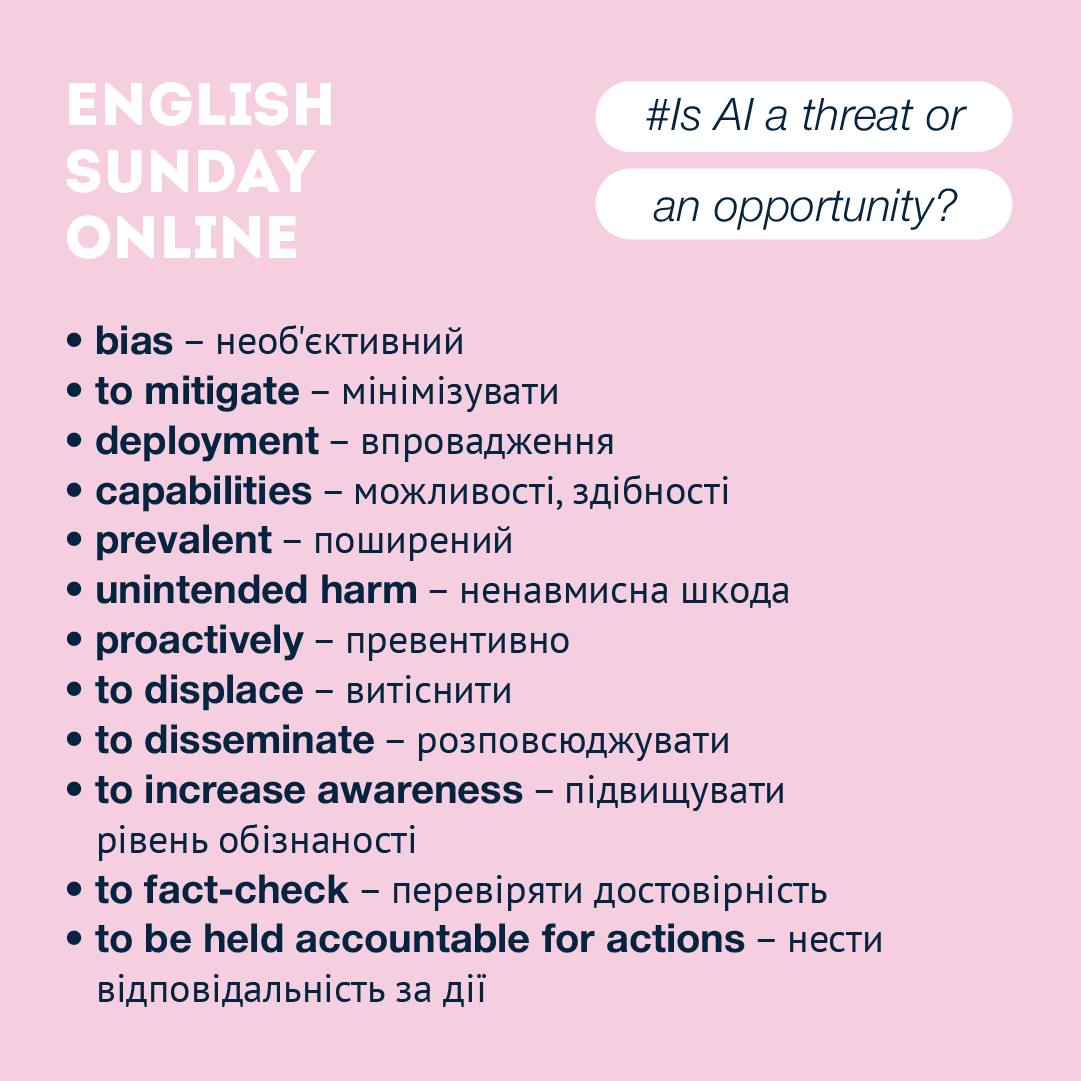 ENGLISH
SUNDAY
ONLINE
#Is AI a threat or
an opportunity?
• bias – необ'єктивний
• to mitigate – мінімізувати
• deployment – впровадження
• capabilities – можливості, здібності
• prevalent – поширений
• unintended harm – ненавмисна шкода
• proactively – превентивно
• to displace – витіснити
• to disseminate – розповсюджувати
• to increase awareness – підвищувати
рівень обізнаності
• to fact-check – перевіряти достовірність
• to be held accountable for actions – нести
відповідальність за дії